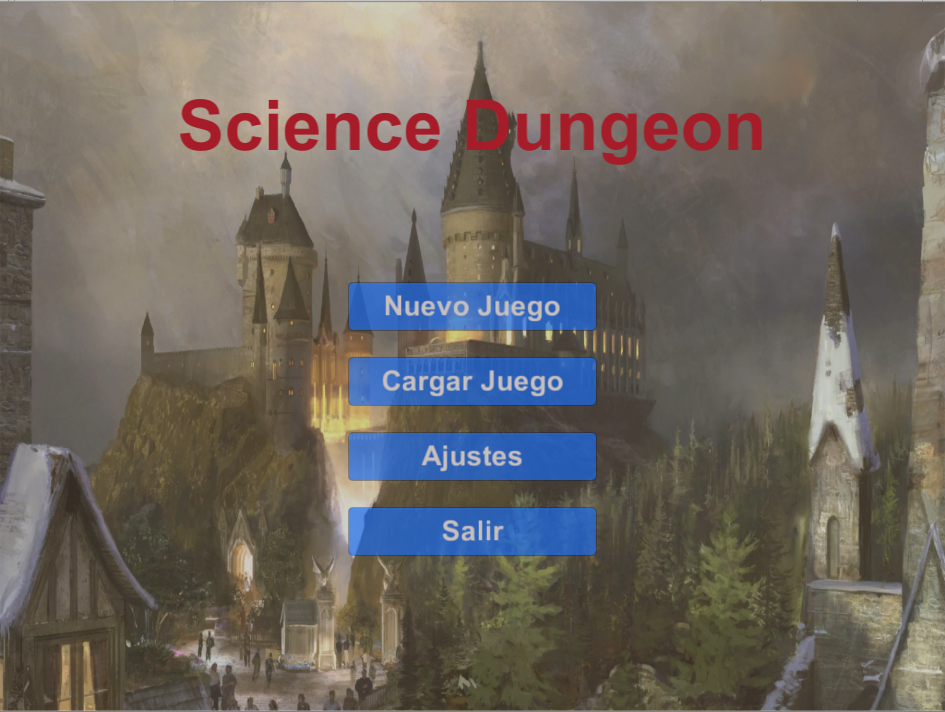 Science Dungeon
Nuevo Juego
Cargar Juego
Ajustes
Salir